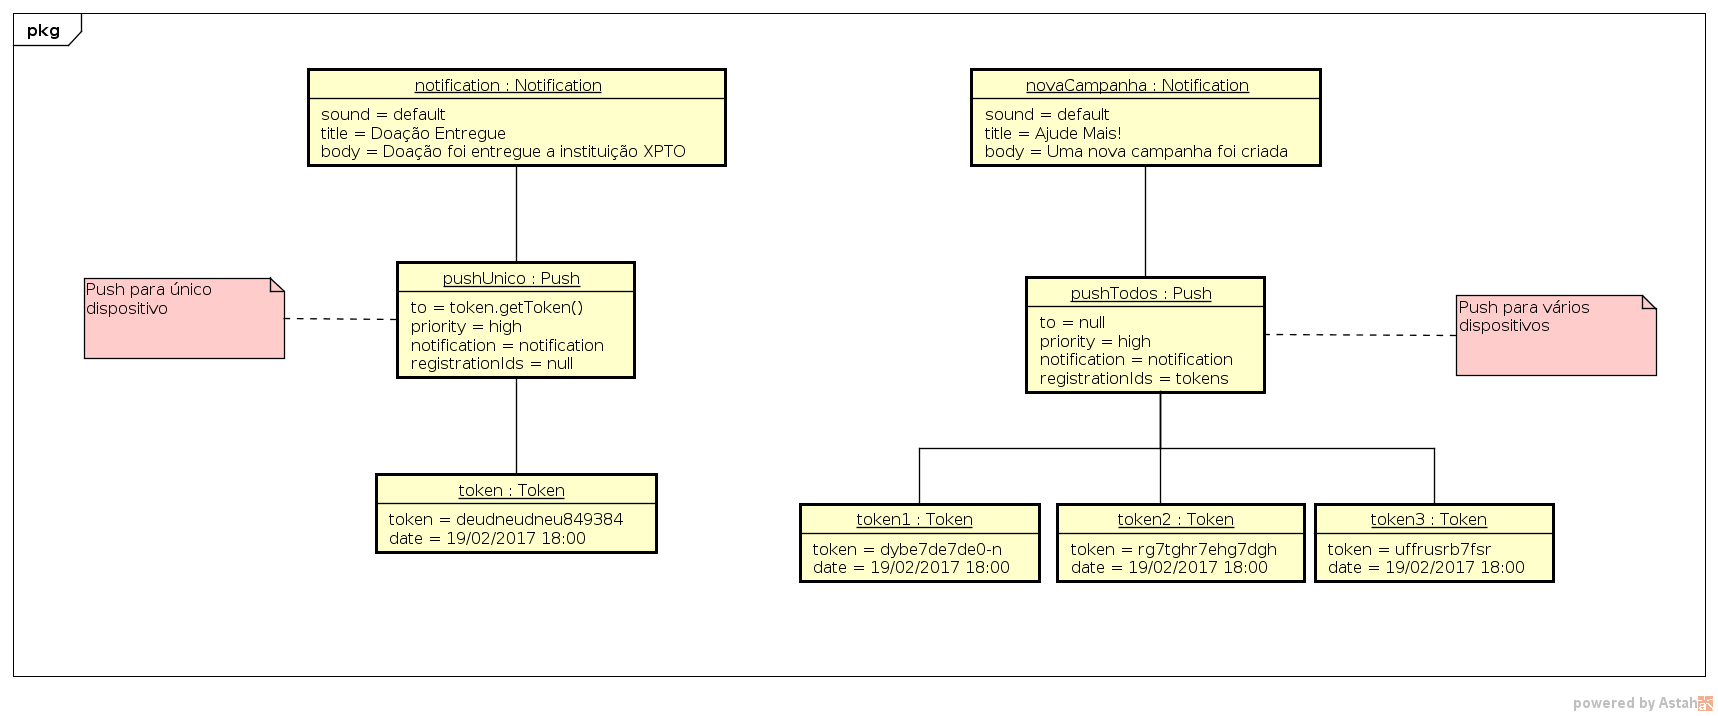 pkg
notification : Notification
sound = default
title = Doação Entregue
body = Doação foi entregue a instituição XPTO
novaCampanha : Notification
sound = default
title = Ajude Mais!
body = Uma nova campanha foi criada
Push para único
dispositivo
pushUnico : Push
to = token.getToken()
priority = high
notification = notification
registrationIds = null
pushTodos : Push
to = null
priority = high
notification = notification
registrationIds = tokens
Push para vários
dispositivos
token : Token
token = deudneudneu849384
date = 19/02/2017 18:00
token1 : Token
token = dybe7de7de0-n
date = 19/02/2017 18:00
token2 : Token
token = rg7tghr7ehg7dgh
date = 19/02/2017 18:00
token3 : Token
token = uffrusrb7fsr
date = 19/02/2017 18:00
powered by Astah